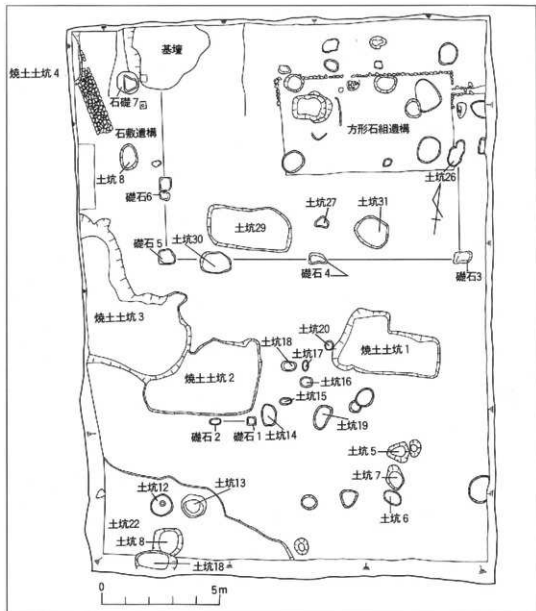 基壇
燒土土坑4
石礎7
石敷遺構
方形石組遺構
土坑8
土坑26
礎石6
土坑27
土坑31
土坑29
礎石5
土坑30
礎石4
礎石3
燒土土坑3
土坑20
土坑18
土坑17
燒土土坑1
燒土土坑2
土坑16
土坑15
礎石2
礎石1
土坑14
土坑19
土坑5
土坑7
土坑12
土坑13
土坑6
土坑22
土坑8
土坑18
0
5m